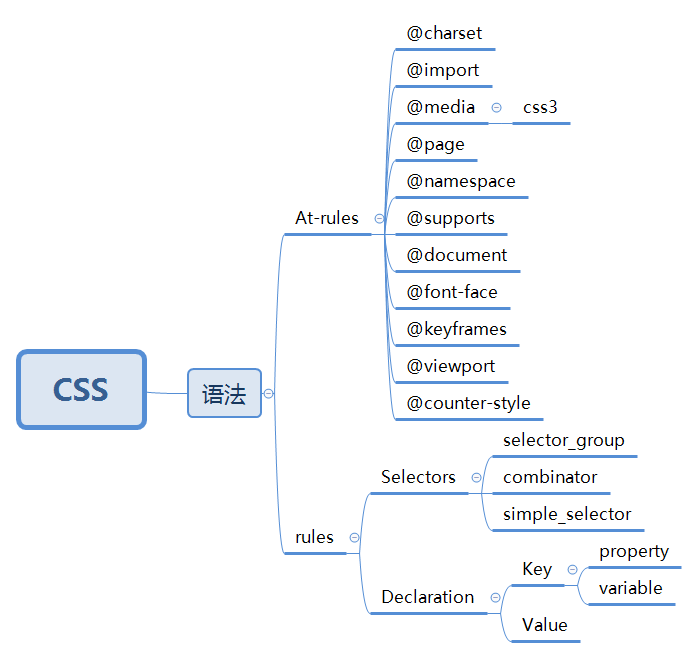 CSS
语法
At-rules
@charset
@import
@media
css3
@page
@namespace
@supports
@document
@font-face
@keyframes
@viewport
@counter-style
rules
Selectors
selector_group
combinator
simple_selector
Declaration
Key
property
variable
Value